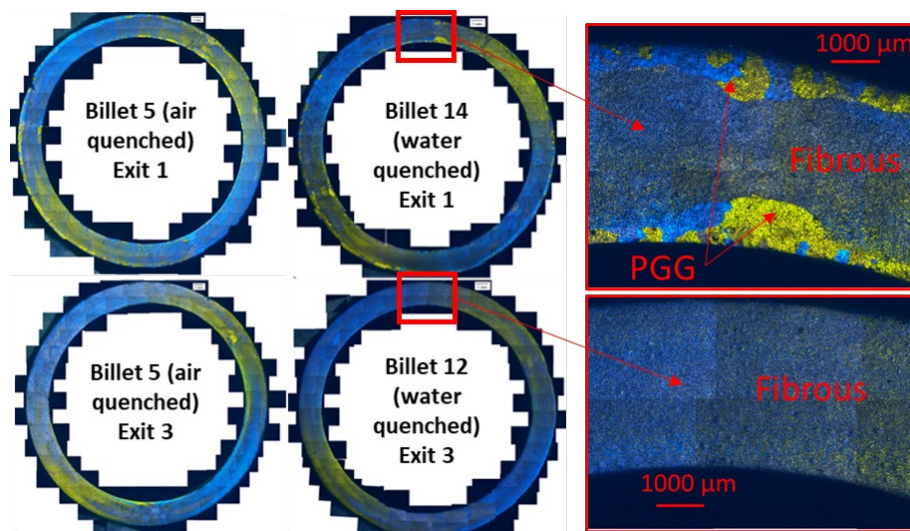 Billet 5 (air
quenched)
Exit 1
Billet 14
(water
quenched)
Exit 1
1000 µm
Fibrous
PGG
Billet 5 (air
quenched)
Exit 3
Billet 12
(water
quenched)
Exit 3
Fibrous
1000 µm